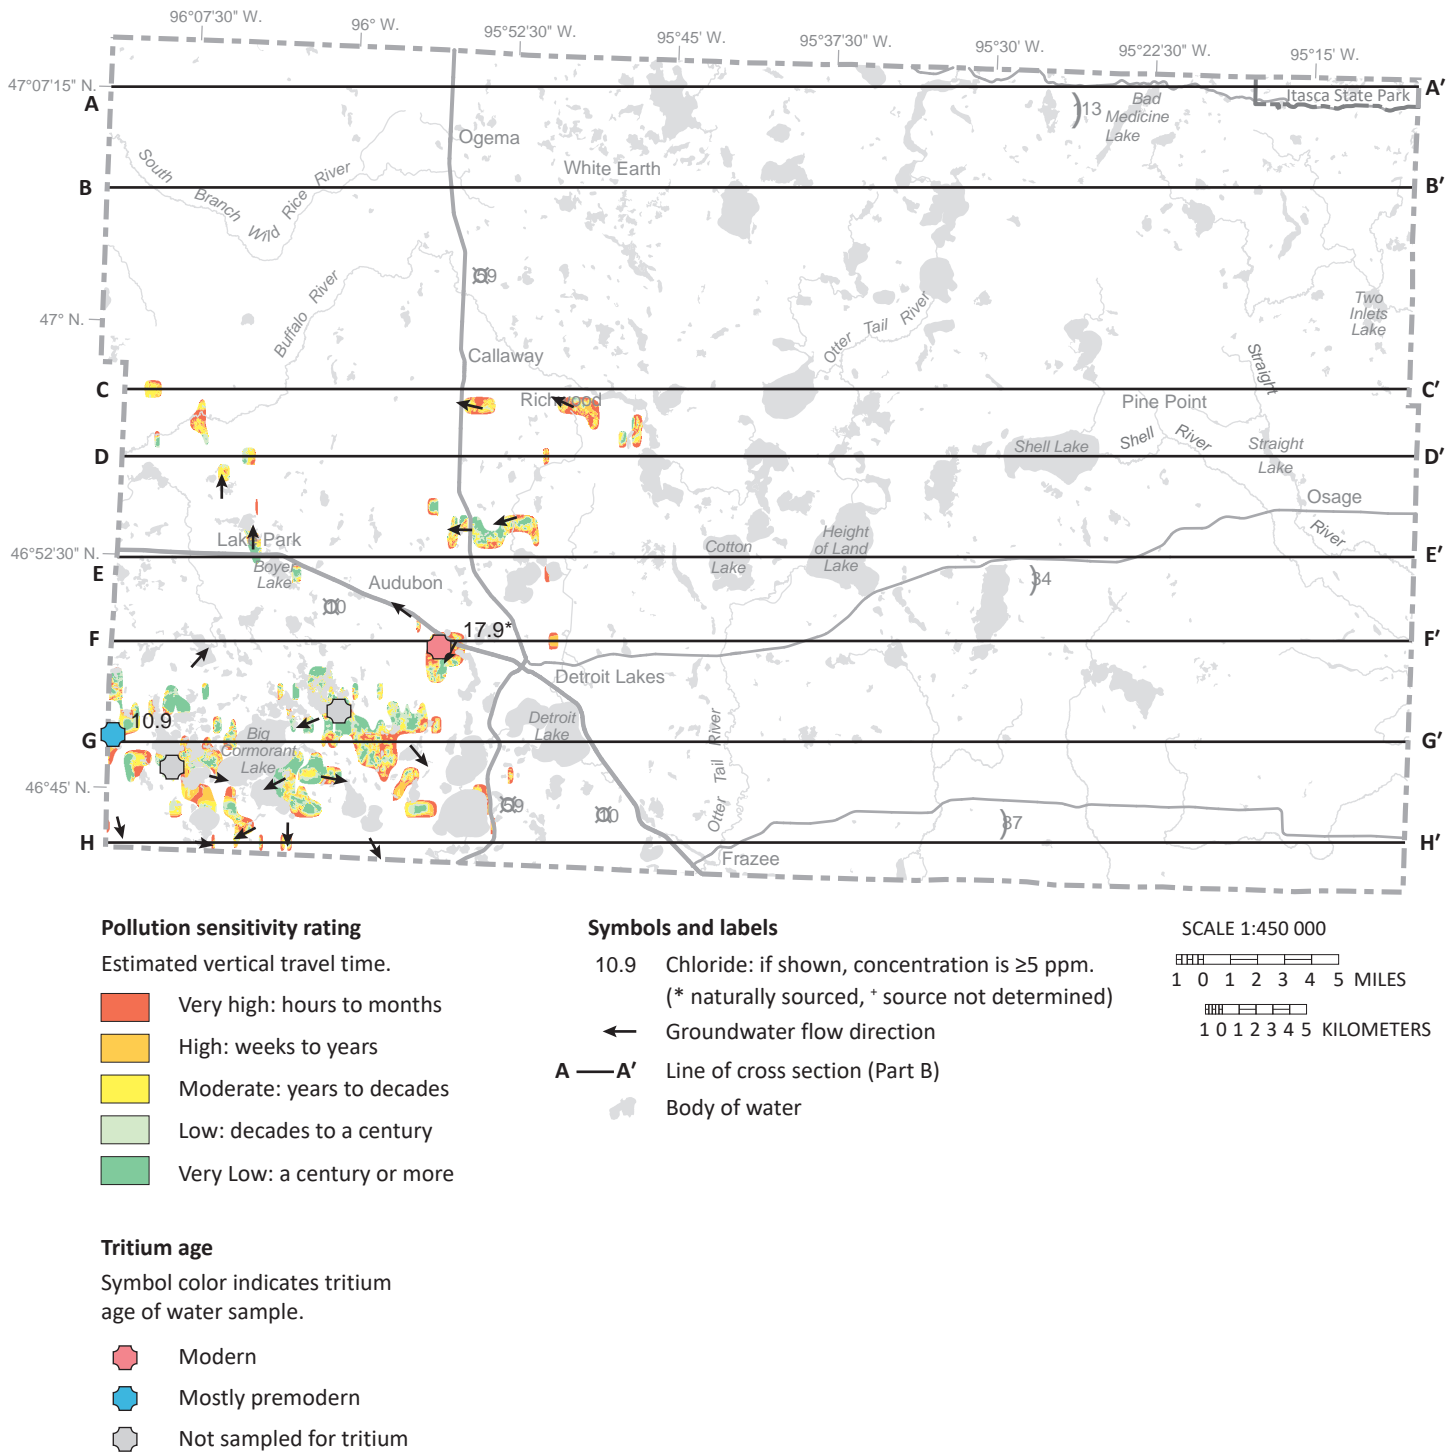 96°07'30" W.
96° W.
95°52'30" W.
95°45' W.
95°37'30" W.
95°30' W.
95°22'30" W.
95°15' W.
47°07'15" N.
A
A′
Itasca State Park
113
Bad
Medicine
Lake
Ogema
South
Branch
Wild
Rice
River
White Earth
B
B′
59
Buffalo
River
Otter
Tail
River
Two
Inlets
Lake
47° N.
Callaway
Straight
C
C′
Richwood
Pine Point
D
D′
Shell Lake
Shell
River
Straight
Lake
Osage
River
Lake Park
46°52'30" N.
E
E′
Boyer
Lake
Cotton
Lake
Height
of Land
Lake
Audubon
10
34
F
17.9*
F′
Detroit Lakes
10.9
G
G′
Big
Cormorant
Lake
Detroit
Lake
Otter
Tail
River
46°45' N.
59
10
87
H
H′
Frazee
Pollution sensitivity rating
Estimated vertical travel time.
Very high: hours to months
High: weeks to years
Moderate: years to decades
Low: decades to a century
Very Low: a century or more
Tritium age
Symbol color indicates tritium
age of water sample.
Modern
Mostly premodern
Not sampled for tritium
Symbols and labels
10.9 Chloride: if shown, concentration is ≥5 ppm.
(* naturally sourced, ⁺ source not determined)
Groundwater flow direction
A A′ Line of cross section (Part B)
Body of water
SCALE 1:450 000
1 0 1 2 3 4 5 MILES
1 0 1 2 3 4 5 KILOMETERS